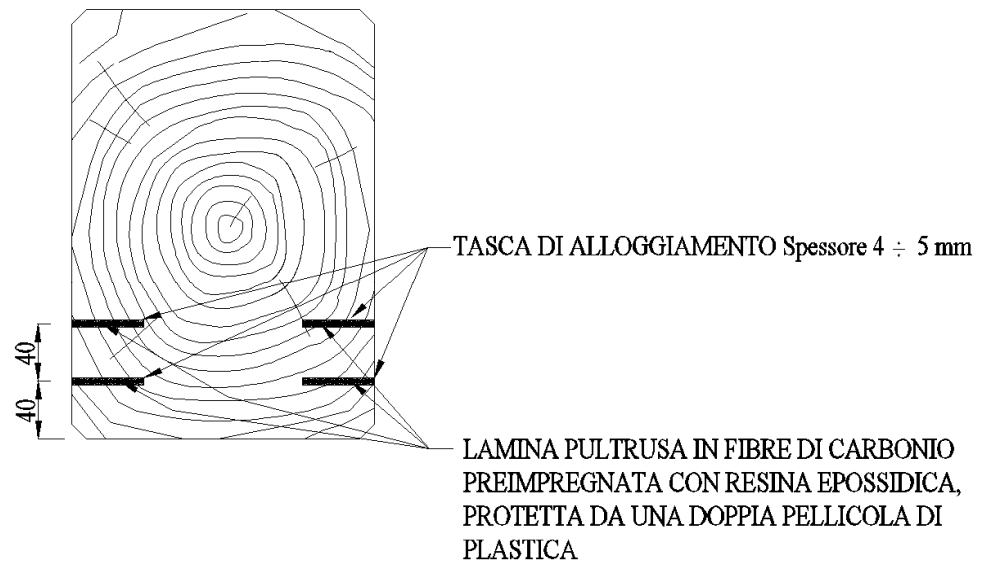 TASCA DI ALLOGGIAMENTO Spessore 4 ÷ 5 mm
40
40
LAMINA PULTRUSA IN FIBRE DI CARBONIO
PREIMPREGNATA CON RESINA EPOSSIDICA,
PROTETTA DA UNA DOPPIA PELLICOLA DI
PLASTICA